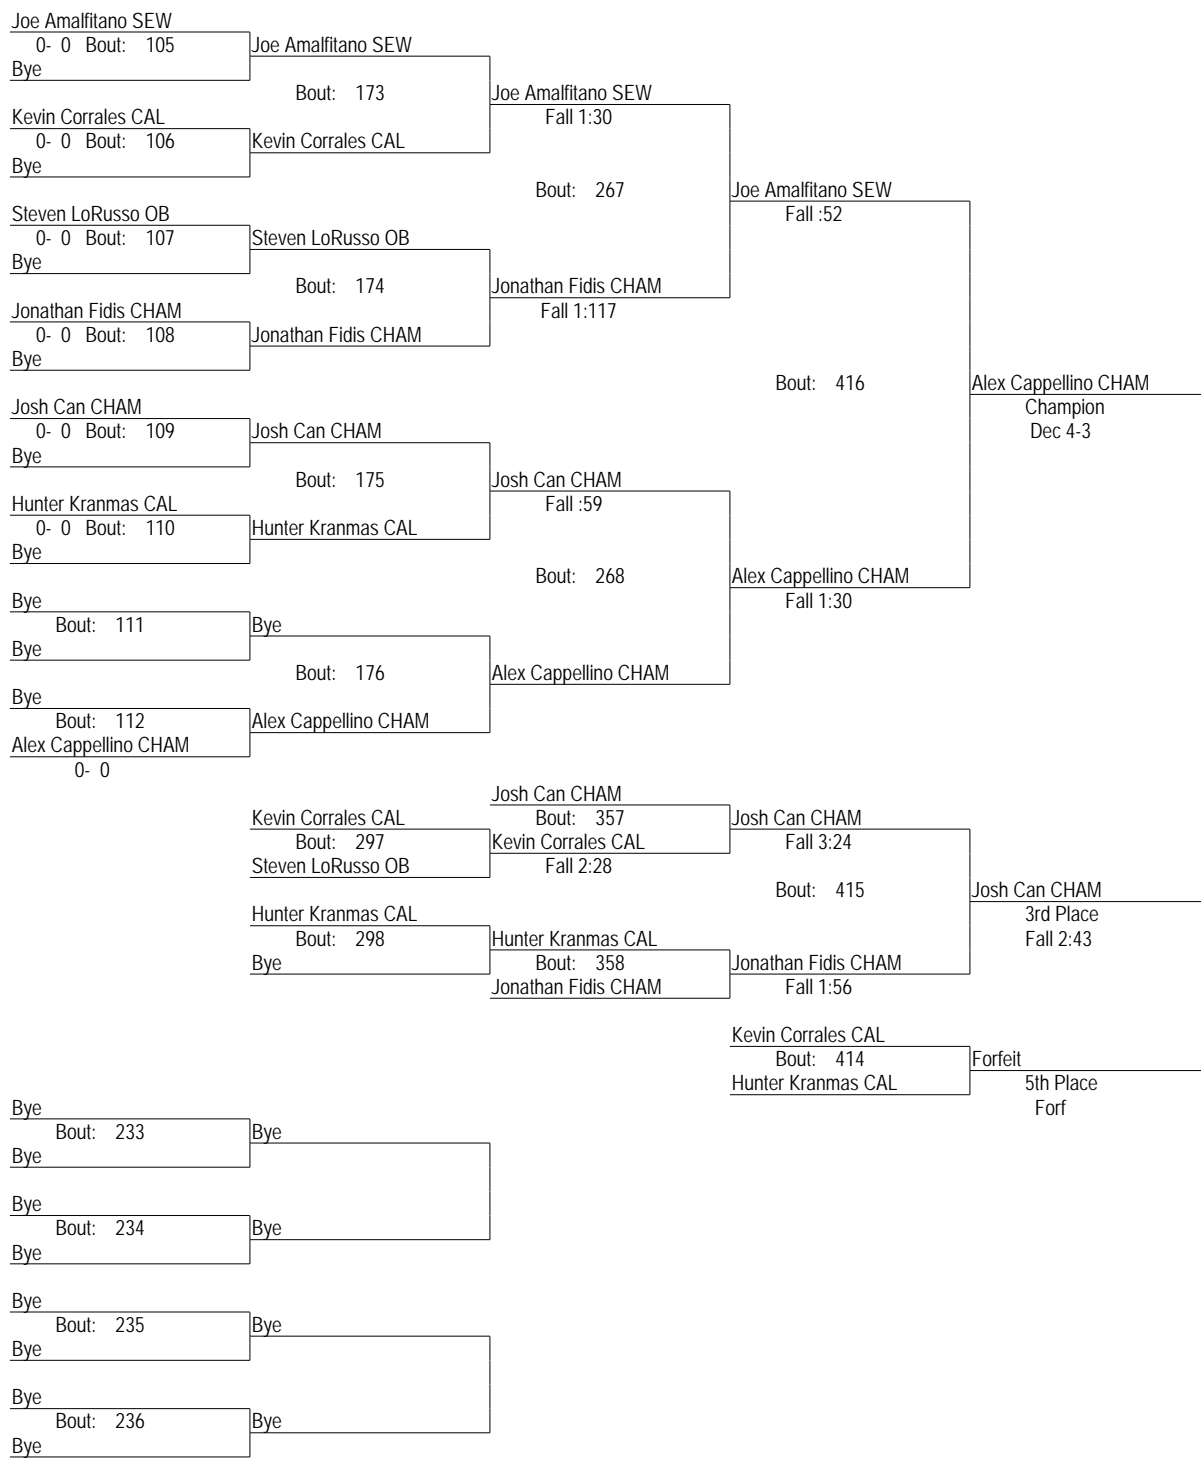 Joe Amalfitano SEW
0- 0 Bout: 105 Joe Amalfitano SEW
Bye
Bout: 173 Joe Amalfitano SEW
Kevin Corrales CAL Fall 1:30
0- 0 Bout: 106 Kevin Corrales CAL
Bye
Bout: 267 Joe Amalfitano SEW
Steven LoRusso OB Fall :52
0- 0 Bout: 107 Steven LoRusso OB
Bye
Bout: 174 Jonathan Fidis CHAM
Jonathan Fidis CHAM Fall 1:117
0- 0 Bout: 108 Jonathan Fidis CHAM
Bye
Bout: 416 Alex Cappellino CHAM
Josh Can CHAM Champion
0- 0 Bout: 109 Josh Can CHAM Dec 4-3
Bye
Bout: 175 Josh Can CHAM
Hunter Kranmas CAL Fall :59
0- 0 Bout: 110 Hunter Kranmas CAL
Bye
Bout: 268 Alex Cappellino CHAM
Bye Fall 1:30
Bout: 111 Bye
Bye
Bout: 176 Alex Cappellino CHAM
Bye
Bout: 112 Alex Cappellino CHAM
Alex Cappellino CHAM
0- 0
Josh Can CHAM
Kevin Corrales CAL Bout: 357 Josh Can CHAM
Bout: 297 Kevin Corrales CAL Fall 3:24
Steven LoRusso OB Fall 2:28
Bout: 415 Josh Can CHAM
Hunter Kranmas CAL 3rd Place
Bout: 298 Hunter Kranmas CAL Fall 2:43
Bye Bout: 358 Jonathan Fidis CHAM
Jonathan Fidis CHAM Fall 1:56
Kevin Corrales CAL
Bout: 414 Forfeit
Hunter Kranmas CAL 5th Place
Bye Forf
Bout: 233 Bye
Bye
Bye
Bout: 234 Bye
Bye
Bye
Bout: 235 Bye
Bye
Bye
Bout: 236 Bye
Bye